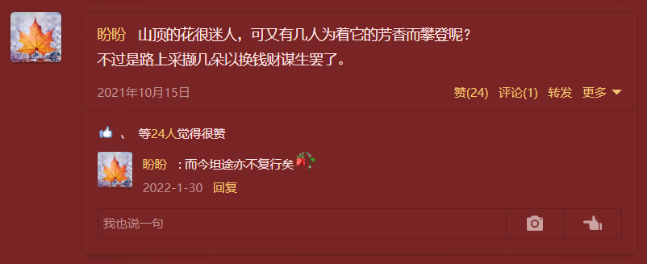 盼盼 山顶的花很迷人，可又有几人为着它的芳香而攀登呢？
不过是路上采撷几朵以换钱财谋生罢了。
2021年10月15日 赞(24) 评论(1) 转发 更多
、 等24人觉得很赞
盼盼 : 而今坦途亦不复行矣
2022-1-30 回复
我也说一句